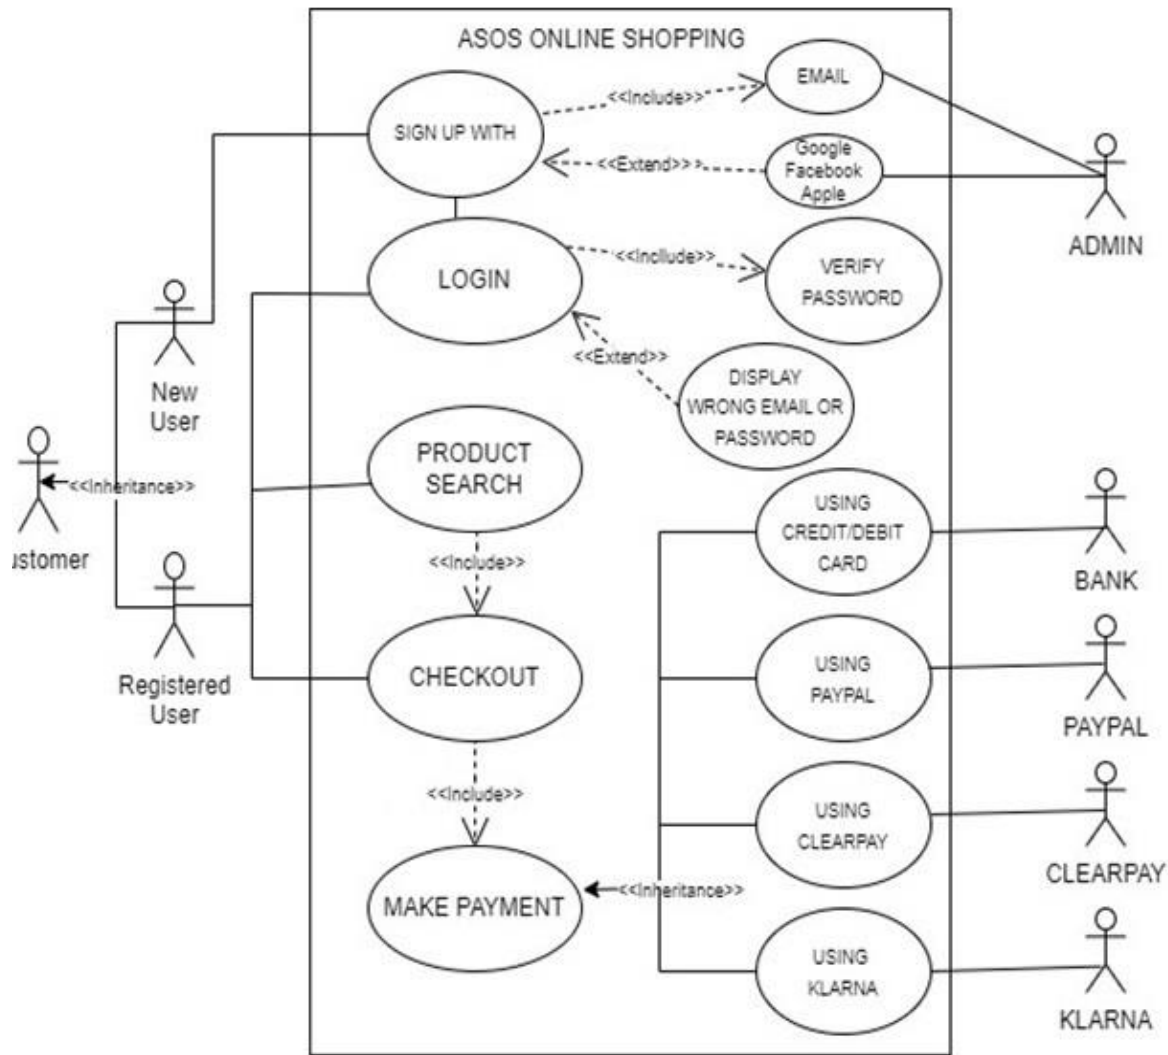 ASOS ONLINE SHOPPING
EMAIL
<<Include>>
SIGN UP WITH
Google
Facebook
Apple
<<Extend>>
ADMIN
LOGIN
<<Include>>
VERIFY
PASSWORD
<<Extend>>
DISPLAY
WRONG EMAIL OR
PASSWORD
New
User
PRODUCT
SEARCH
<<Inheritance>>
ustomer
USING
CREDIT/DEBIT
CARD
BANK
<<Include>>
Registered
User
CHECKOUT
USING
PAYPAL
PAYPAL
<<Include>>
USING
CLEARPAY
CLEARPAY
MAKE PAYMENT
<<Inheritance>>
USING
KLARNA
KLARNA